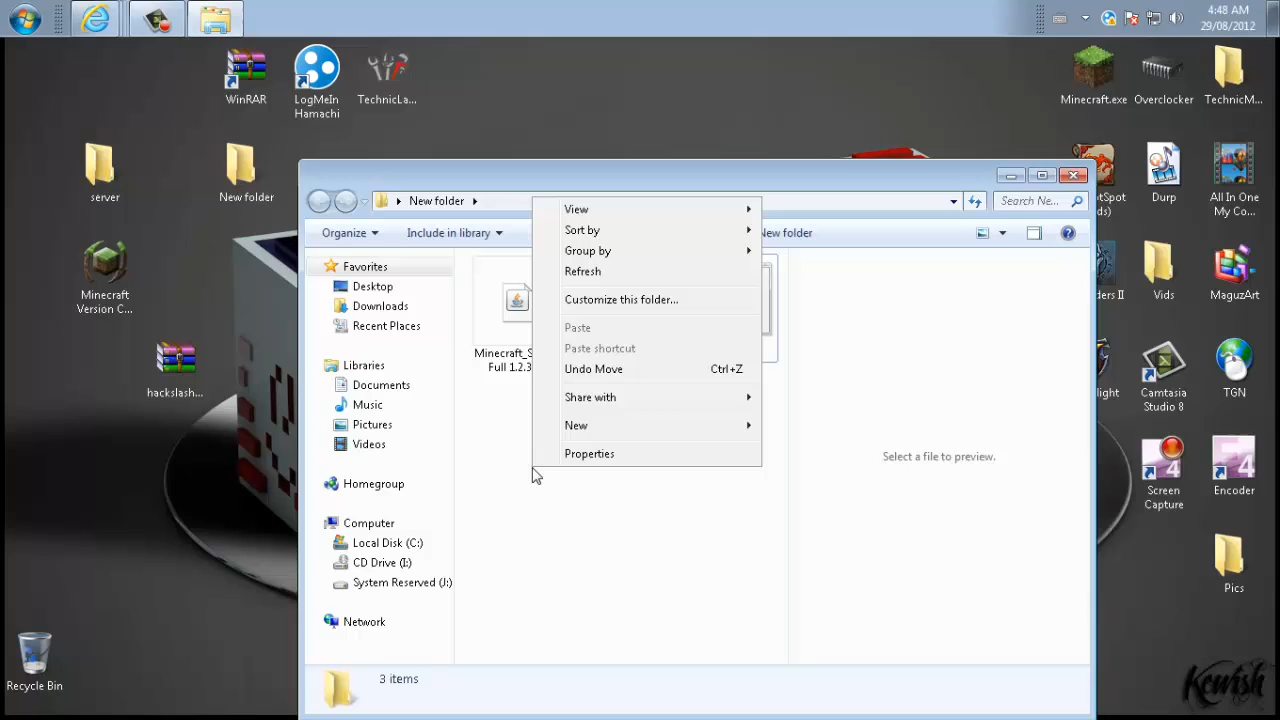 4:48 AM
29/08/2012
WinRAR
LogMeIn
Hamachi
TechnicLa...
Minecraft.exe
Overclocker
TechnicM...
server
New folder
Durp
All In One
My Co...
Minecraft
Version C...
Vids
MaguzArt
hackslash...
Camtasia
Studio 8
TGN
Screen
Capture
Encoder
Pics
Recycle Bin
Kewish
New folder
Search Ne...
Organize
Include in library
New folder
Favorites
Desktop
Downloads
Recent Places
Libraries
Documents
Music
Pictures
Videos
Homegroup
Computer
Local Disk (C:)
CD Drive (I:)
System Reserved (J:)
Network
Minecraft_S
Full 1.2.3
View
Sort by
Group by
Refresh
Customize this folder...
Paste
Paste shortcut
Undo Move Ctrl+Z
Share with
New
Properties
Select a file to preview.
3 items